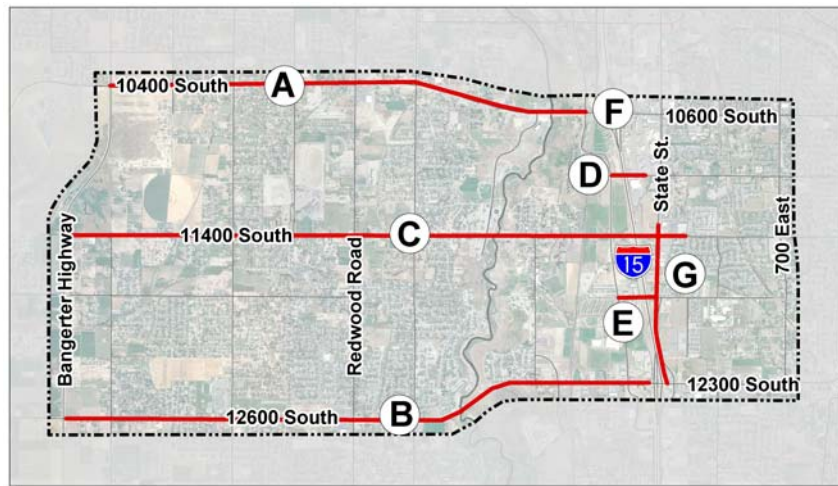 10400 South
A
F
10600 South
D
State St.
11400 South
C
15
G
700 East
Bangerter Highway
Redwood Road
E
12600 South
B
12300 South